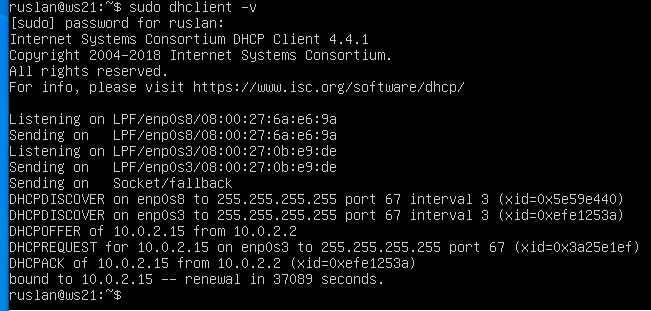 ruslan@ws21:~$ sudo dhclient -v
[sudo] password for ruslan:
Internet Systems Consortium DHCP Client 4.4.1
Copyright 2004-2018 Internet Systems Consortium.
All rights reserved.
For info, please visit https://www.isc.org/software/dhcp/

Listening on LPF/enp0s8/08:00:27:6a:e6:9a
Sending on   LPF/enp0s8/08:00:27:6a:e6:9a
Listening on LPF/enp0s3/08:00:27:0b:e9:de
Sending on   LPF/enp0s3/08:00:27:0b:e9:de
Sending on   Socket/fallback
DHCPDISCOVER on enp0s8 to 255.255.255.255 port 67 interval 3 (xid=0x5e59e440)
DHCPDISCOVER on enp0s3 to 255.255.255.255 port 67 interval 3 (xid=0xefe1253a)
DHCPOFFER of 10.0.2.15 from 10.0.2.2
DHCPREQUEST for 10.0.2.15 on enp0s3 to 255.255.255.255 port 67 (xid=0x3a25e1ef)
DHCPACK of 10.0.2.15 from 10.0.2.2 (xid=0xefe1253a)
bound to 10.0.2.15 -- renewal in 37089 seconds.
ruslan@ws21:~$